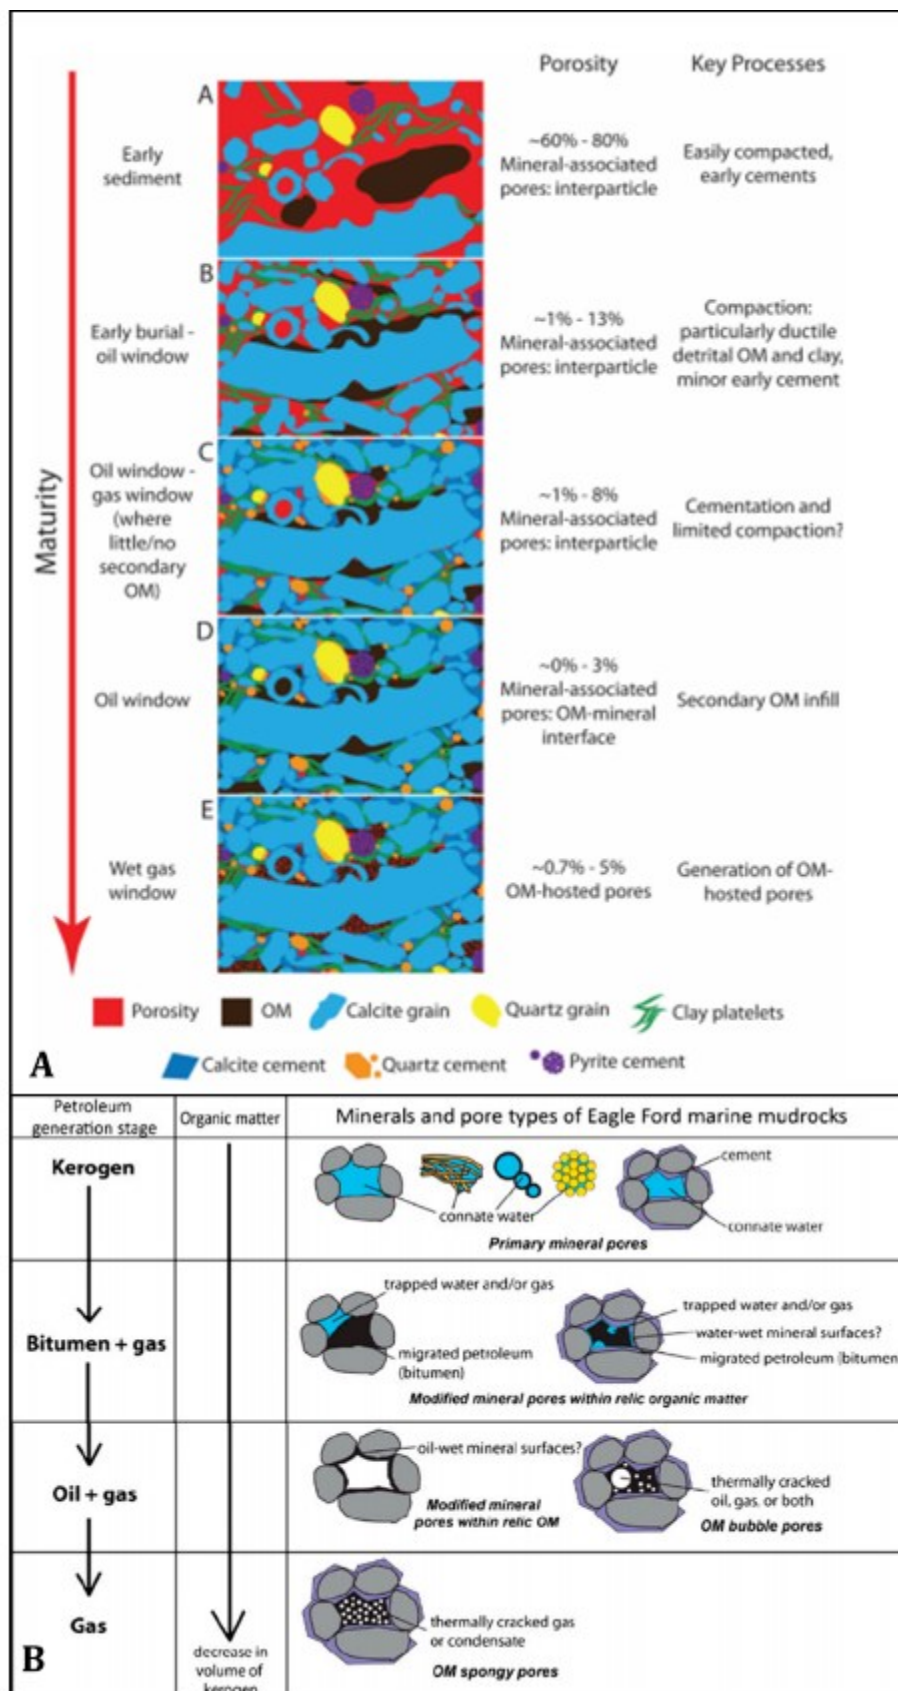 Porosity
Key Processes
A
Early
sediment
~60% - 80%
Mineral-associated
pores: interparticle
Easily compacted,
early cements
B
Early burial -
oil window
~1% - 13%
Mineral-associated
pores: interparticle
Compaction:
particularly ductile
detrital OM and clay,
minor early cement
C
Oil window -
gas window
(where
little/no
secondary
OM)
~1% - 8%
Mineral-associated
pores: interparticle
Cementation and
limited compaction?
Maturity
D
Oil window
~0% - 3%
Mineral-associated
pores: OM-mineral
interface
Secondary OM infill
E
Wet gas
window
~0.7% - 5%
OM-hosted pores
Generation of OM-
hosted pores
Porosity
OM
Calcite grain
Quartz grain
Clay platelets
Calcite cement
Quartz cement
Pyrite cement
A
Petroleum
generation stage
Organic matter
Minerals and pore types of Eagle Ford marine mudrocks
Kerogen
cement
connate water
connate water
Primary mineral pores
Bitumen + gas
trapped water and/or gas
migrated petroleum
(bitumen)
trapped water and/or gas
water-wet mineral surfaces?
migrated petroleum (bitumen
Modified mineral pores within relic organic matter
Oil + gas
oil-wet mineral surfaces?
Modified mineral
pores within relic OM
thermally cracked
oil, gas, or both
OM bubble pores
Gas
thermally cracked gas
or condensate
OM spongy pores
decrease in
volume of
kerogen
B